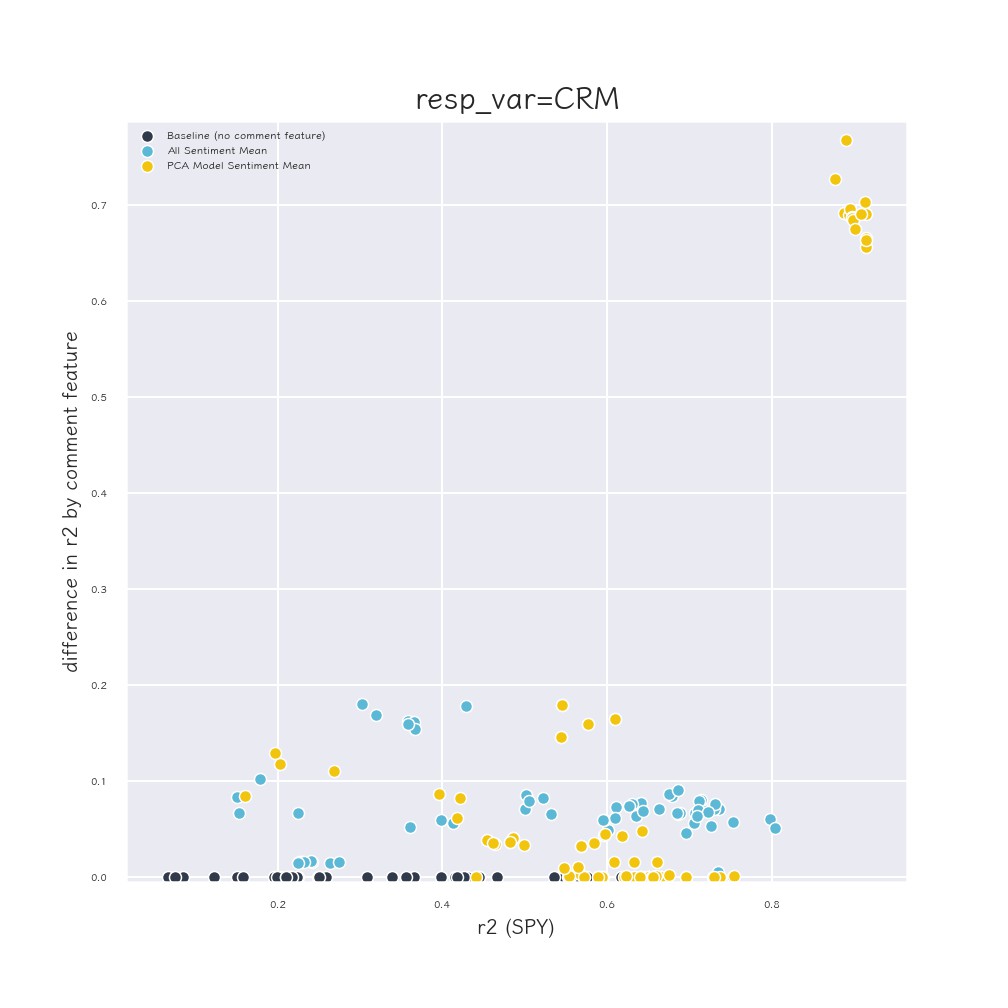 resp_var=CRM
Baseline (no comment feature)
All Sentiment Mean
PCA Model Sentiment Mean
difference in r2 by comment feature
0.7
0.6
0.5
0.4
0.3
0.2
0.1
0.0
0.2 0.4 0.6 0.8
r2 (SPY)